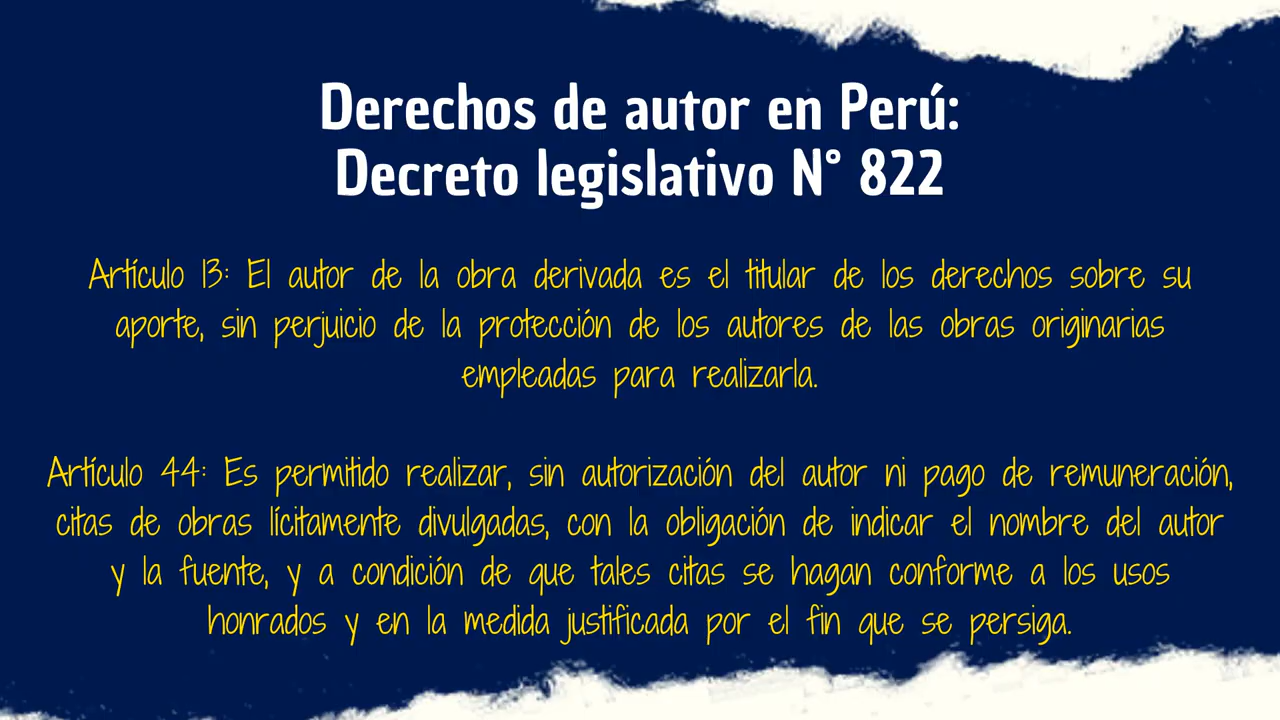 Derechos de autor en Perú:
Decreto legislativo N° 822
Artículo 13: El autor de la obra derivada es el titular de los derechos sobre su
aporte, sin perjuicio de la protección de los autores de las obras originarias
empleadas para realizarla.
Artículo 44: Es permitido realizar, sin autorización del autor ni pago de remuneración,
citas de obras lícitamente divulgadas, con la obligación de indicar el nombre del autor
y la fuente, y a condición de que tales citas se hagan conforme a los usos
honrados y en la medida justificada por el fin que se persiga.